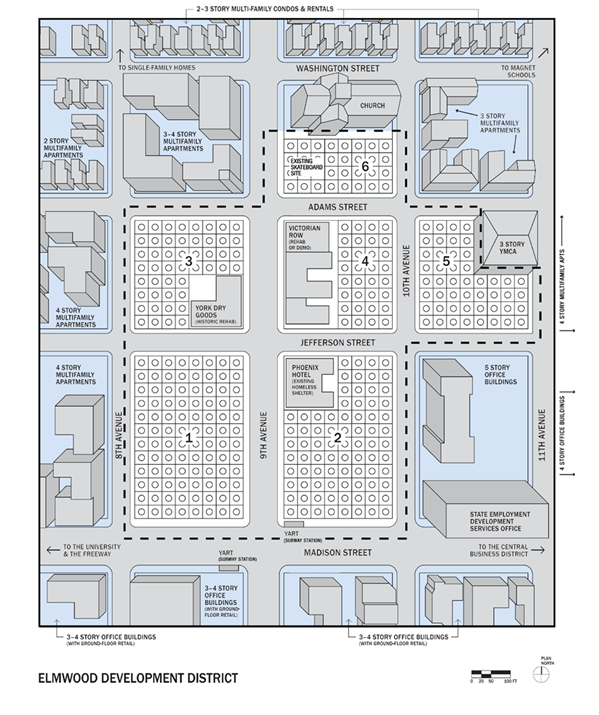 2–3 STORY MULTI-FAMILY CONDOS & RENTALS
TO SINGLE-FAMILY HOMES
WASHINGTON STREET
TO MAGNET
SCHOOLS
CHURCH
2 STORY
MULTIFAMILY
APARTMENTS
3–4 STORY
MULTIFAMILY
APARTMENTS
3 STORY
MULTIFAMILY
APARTMENTS
EXISTING
SKATEBOARD
SITE
6
ADAMS STREET
VICTORIAN
ROW
(REHAB
OR DEMO)
3
4
10TH AVENUE
5
3 STORY
YMCA
4 STORY MULTIFAMILY APTS
YORK DRY
GOODS
(HISTORIC REHAB)
4 STORY
MULTIFAMILY
APARTMENTS
JEFFERSON STREET
4 STORY
MULTIFAMILY
APARTMENTS
PHOENIX
HOTEL
(EXISTING
HOMELESS
SHELTER)
5 STORY
OFFICE
BUILDINGS
8TH AVENUE
1
9TH AVENUE
2
11TH AVENUE
4 STORY OFFICE BUILDINGS
STATE EMPLOYMENT
DEVELOPMENT
SERVICES OFFICE
YART
(SUBWAY STATION)
TO THE UNIVERSITY
& THE FREEWAY
YART
(SUBWAY STATION)
MADISON STREET
TO THE CENTRAL
BUSINESS DISTRICT
3–4 STORY
OFFICE
BUILDINGS
(WITH GROUND-
FLOOR RETAIL)
3–4 STORY OFFICE BUILDINGS
(WITH GROUND-FLOOR RETAIL)
3–4 STORY OFFICE BUILDINGS
(WITH GROUND-FLOOR RETAIL)
ELMWOOD DEVELOPMENT DISTRICT
0 25 50 100 FT
PLAN
NORTH